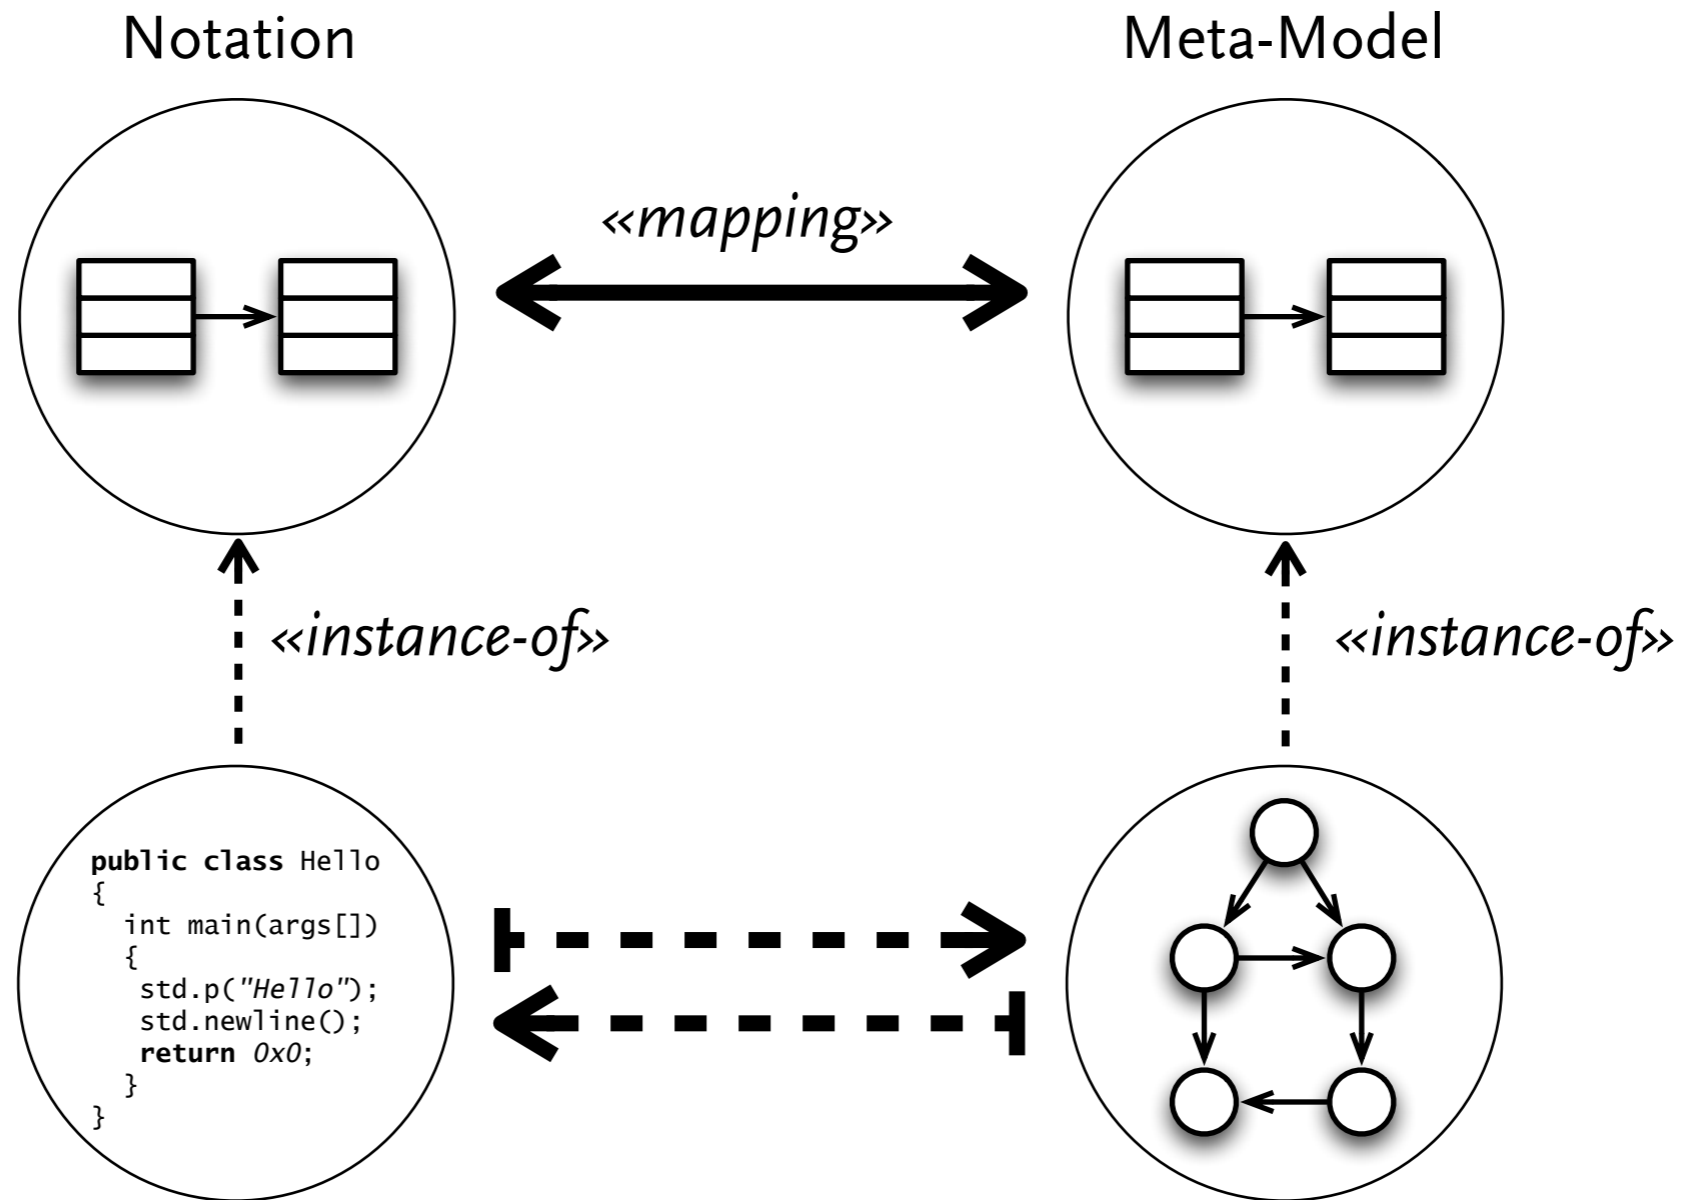 Notation
Meta-Model
«mapping»
«instance-of»
«instance-of»
public class Hello
{
  int main(args[])
  {
   std.p("Hello");
   std.newline();
   return 0x0;
  }
}